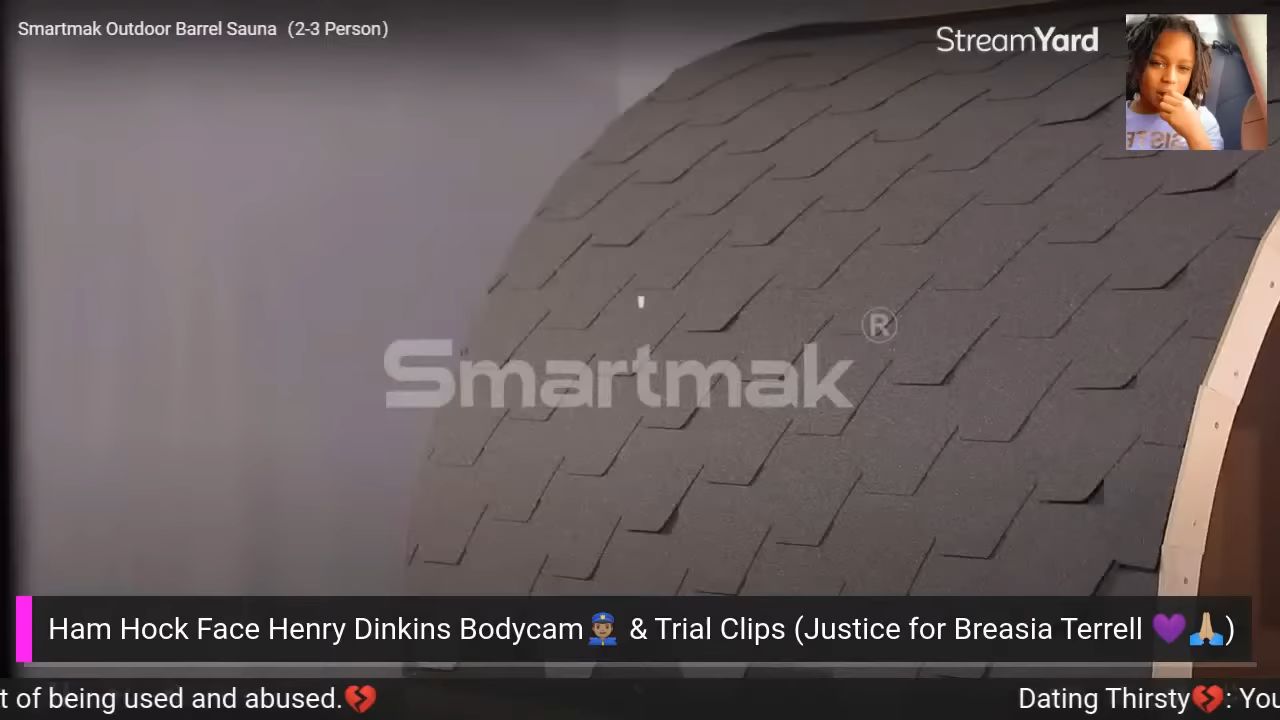 Smartmak Outdoor Barrel Sauna（2-3 Person）
StreamYard
Smartmak®
Ham Hock Face Henry Dinkins Bodycam👮🏽 & Trial Clips (Justice for Breasia Terrell 💜🙏🏼)
t of being used and abused.💔 Dating Thirsty💔: You